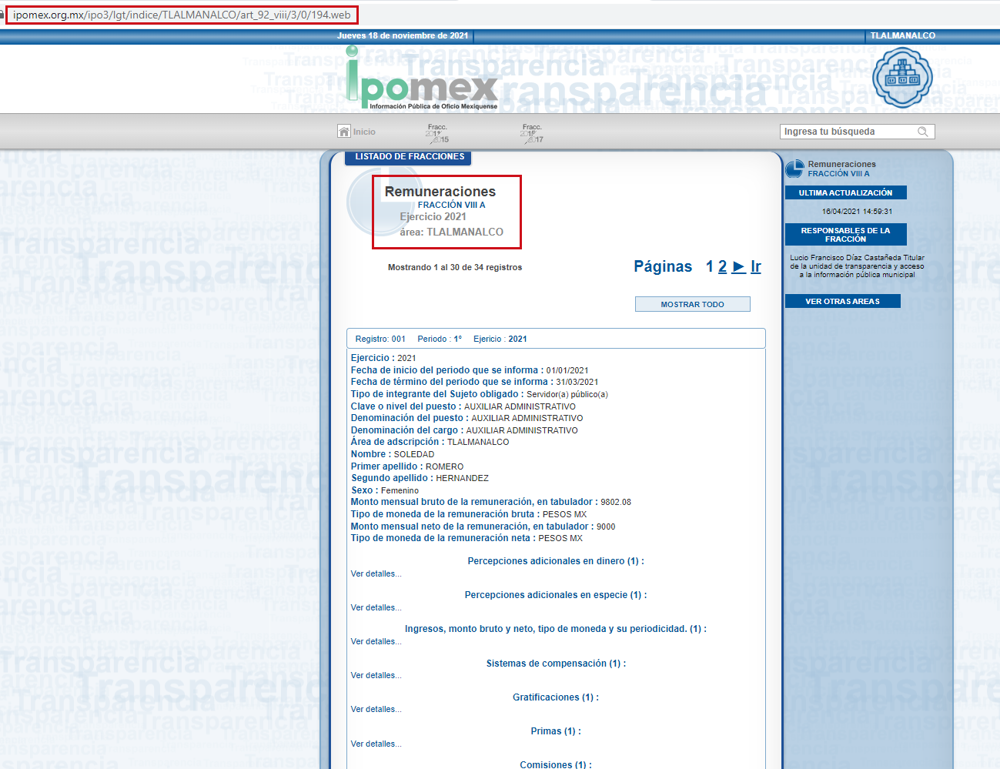 ipomex.org.mx/ipo3/lgt/indice/TLALMANALCO/art_92_viii/3/0/194.web
Jueves 18 de noviembre de 2021
TLALMANALCO
ipomex
Información Pública de Oficio Mexiquense
Transparencia
Inicio
Fracc.
Fracc.
Ingresa tu búsqueda
LISTADO DE FRACCIONES
Remuneraciones
FRACCIÓN VIII A
Ejercicio 2021
área: TLALMANALCO
Mostrando 1 al 30 de 34 registros
Páginas 1 2 ► Ir
MOSTRAR TODO
Registro: 001 Periodo : 1º Ejericio : 2021
Ejercicio : 2021
Fecha de inicio del periodo que se informa : 01/01/2021
Fecha de término del periodo que se informa : 31/03/2021
Tipo de integrante del Sujeto obligado : Servidor(a) público(a)
Clave o nivel del puesto : AUXILIAR ADMINISTRATIVO
Denominación del puesto : AUXILIAR ADMINISTRATIVO
Denominación del cargo : AUXILIAR ADMINISTRATIVO
Área de adscripción : TLALMANALCO
Nombre : SOLEDAD
Primer apellido : ROMERO
Segundo apellido : HERNANDEZ
Sexo : Femenino
Monto mensual bruto de la remuneración, en tabulador : 9802.08
Tipo de moneda de la remuneración bruta : PESOS MX
Monto mensual neto de la remuneración, en tabulador : 9000
Tipo de moneda de la remuneración neta : PESOS MX
Percepciones adicionales en dinero (1) :
Ver detalles...
Percepciones adicionales en especie (1) :
Ver detalles...
Ingresos, monto bruto y neto, tipo de moneda y su periodicidad. (1) :
Ver detalles...
Sistemas de compensación (1) :
Ver detalles...
Gratificaciones (1) :
Ver detalles...
Primas (1) :
Ver detalles...
Comisiones (1) :
Remuneraciones
FRACCIÓN VIII A
ULTIMA ACTUALIZACIÓN
16/04/2021 14:59:31
RESPONSABLES DE LA
FRACCIÓN
Lucio Francisco Díaz Castañeda Titular
de la unidad de transparencia y acceso
a la información pública municipal
VER OTRAS AREAS